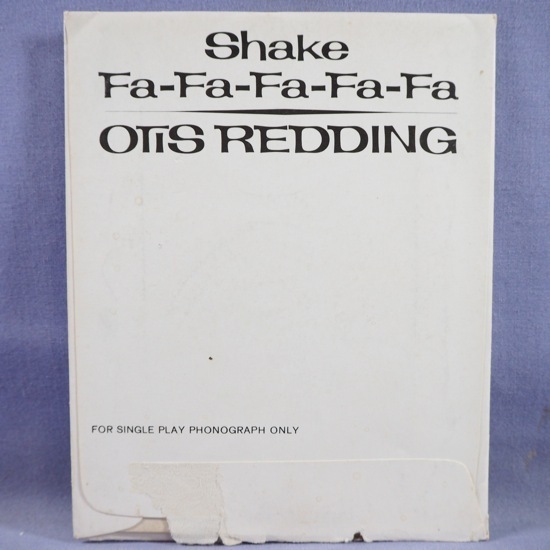 Shake
Fa-Fa-Fa-Fa-Fa
OTIS REDDING
FOR SINGLE PLAY PHONOGRAPH ONLY